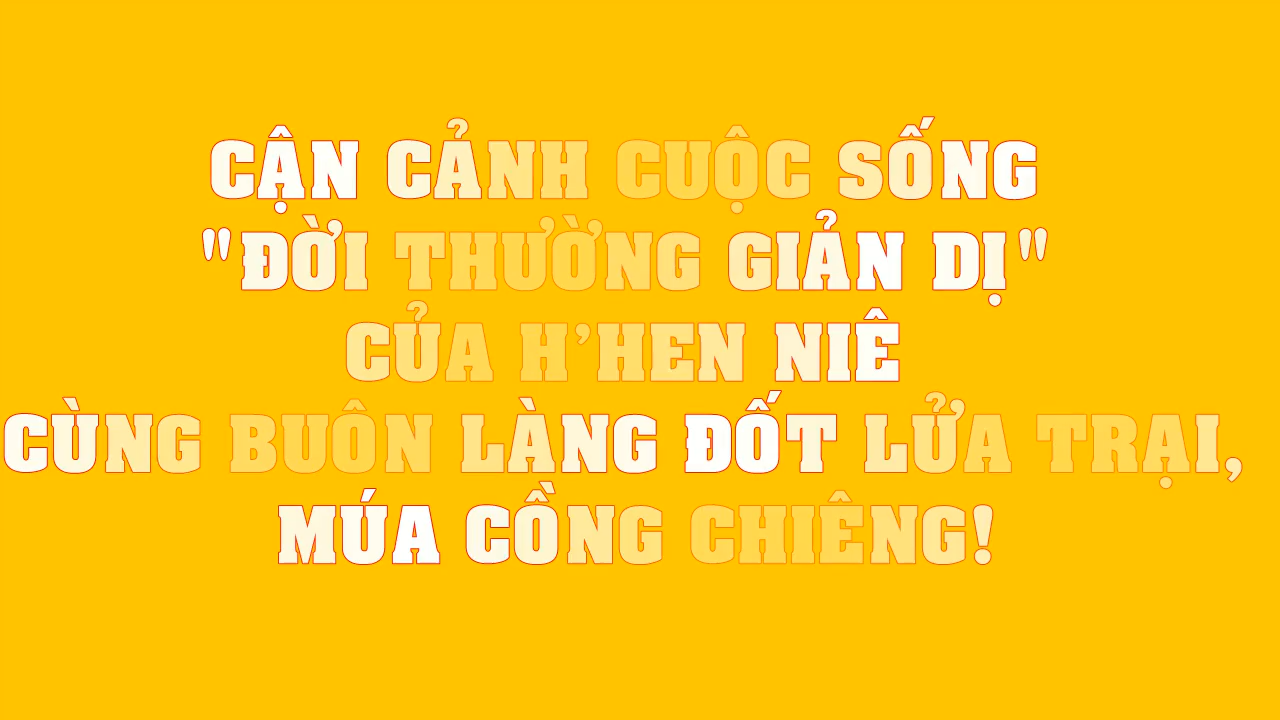 CẬN CẢNH CUỘC SỐNG
"ĐỜI THƯỜNG GIẢN DỊ"
CỦA H'HEN NIÊ
CÙNG BUÔN LÀNG ĐỐT LỬA TRẠI,
MÚA CỒNG CHIÊNG!